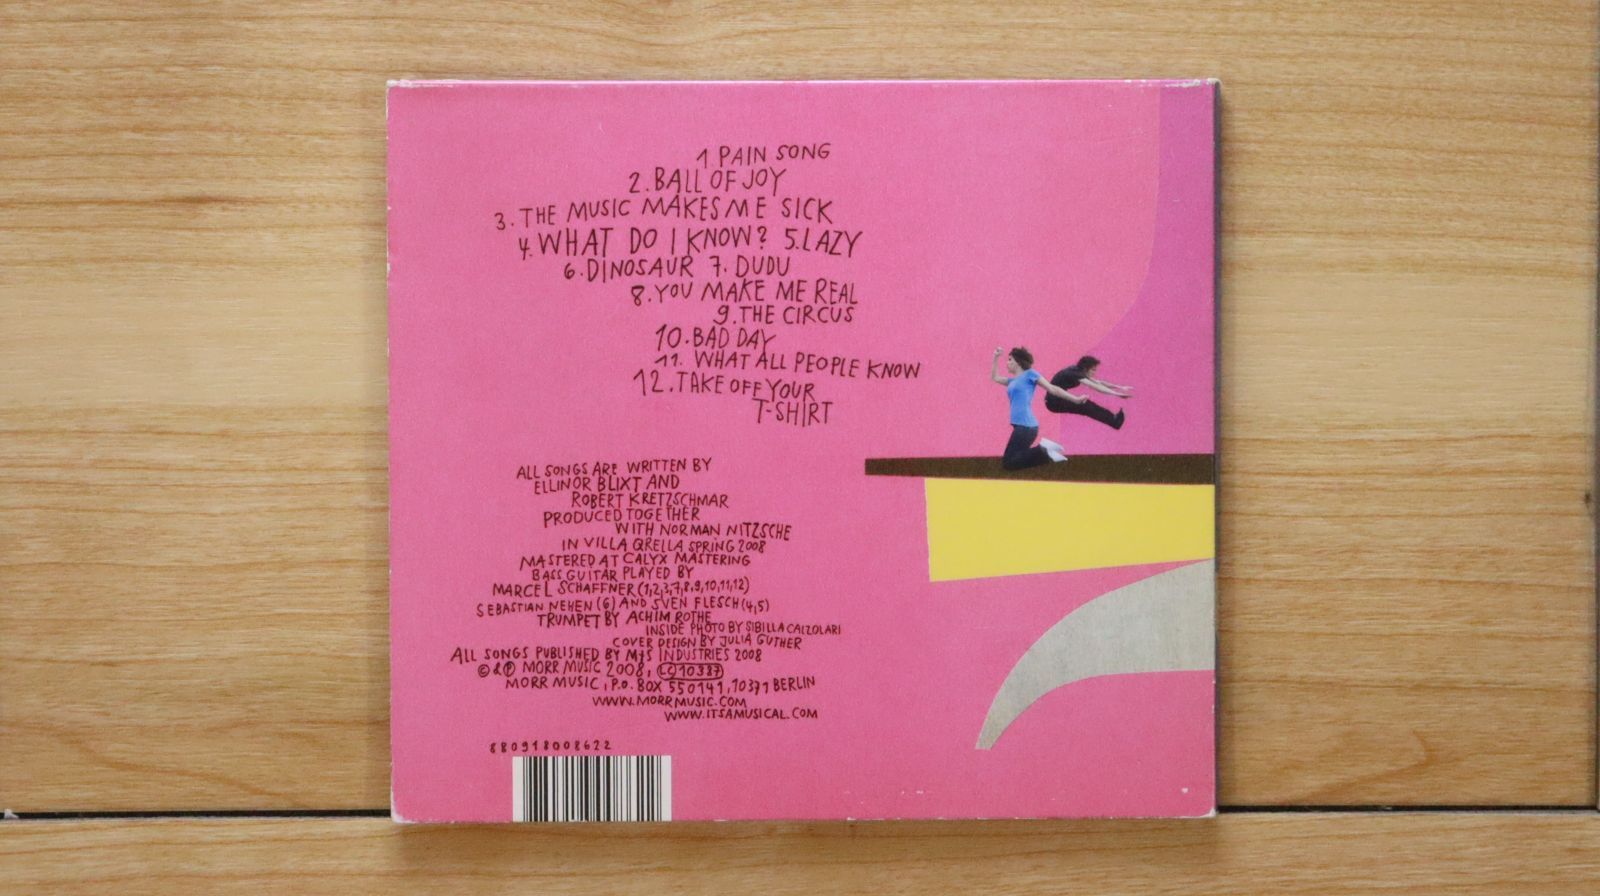 1 PAIN SONG
2. BALL OF JOY
3. THE MUSIC MAKES ME SICK
4. WHAT DO I KNOW? 5. LAZY
6. DINOSAUR 7. DUDU
8. YOU MAKE ME REAL
9. THE CIRCUS
10. BAD DAY
11. WHAT ALL PEOPLE KNOW
12. TAKE OFF YOUR
T-SHIRT
ALL SONGS ARE WRITTEN BY
ELLINOR BLIXT AND
ROBERT KRETZSCHMAR
PRODUCED TOGETHER
WITH NORMAN NITZSCHE
IN VILLA QRELLA SPRING 2008
MASTERED AT CALYX MASTERING
BASS GUITAR PLAYED BY
MARCEL SCHAFFNER (1,2,3,7,8,9,10,11,12)
SEBASTIAN NEHEN (6) AND SVEN FLESCH (4,5)
TRUMPET BY ACHIM ROTHE
INSIDE PHOTO BY SIBILLA CALZOLARI
COVER DESIGN BY JULIA GUTHER
ALL SONGS PUBLISHED BY M+S INDUSTRIES 2008
© & ℗ MORR MUSIC 2008, LC 10387
MORR MUSIC, P.O. BOX 550141, 10371 BERLIN
WWW.MORRMUSIC.COM
WWW.ITSAMUSICAL.COM
880918008622